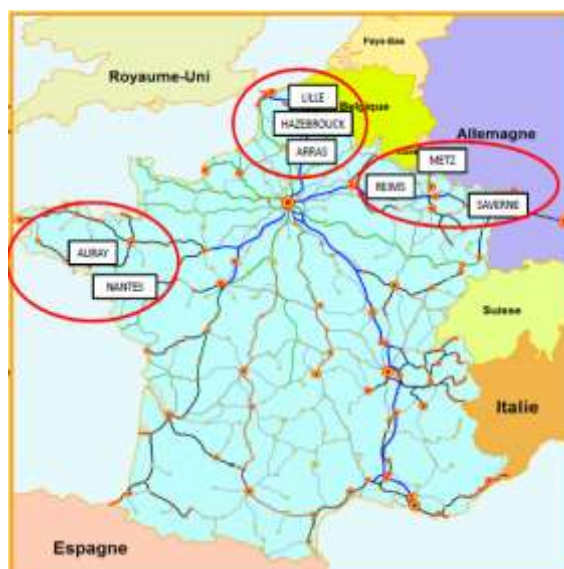 Pays-Bas
Royaume-Uni
LILLE
Belgique
HAZEBROUCK
Allemagne
ARRAS
METZ
REIMS
SAVERNE
AURAY
NANTES
Suisse
Italie
Espagne